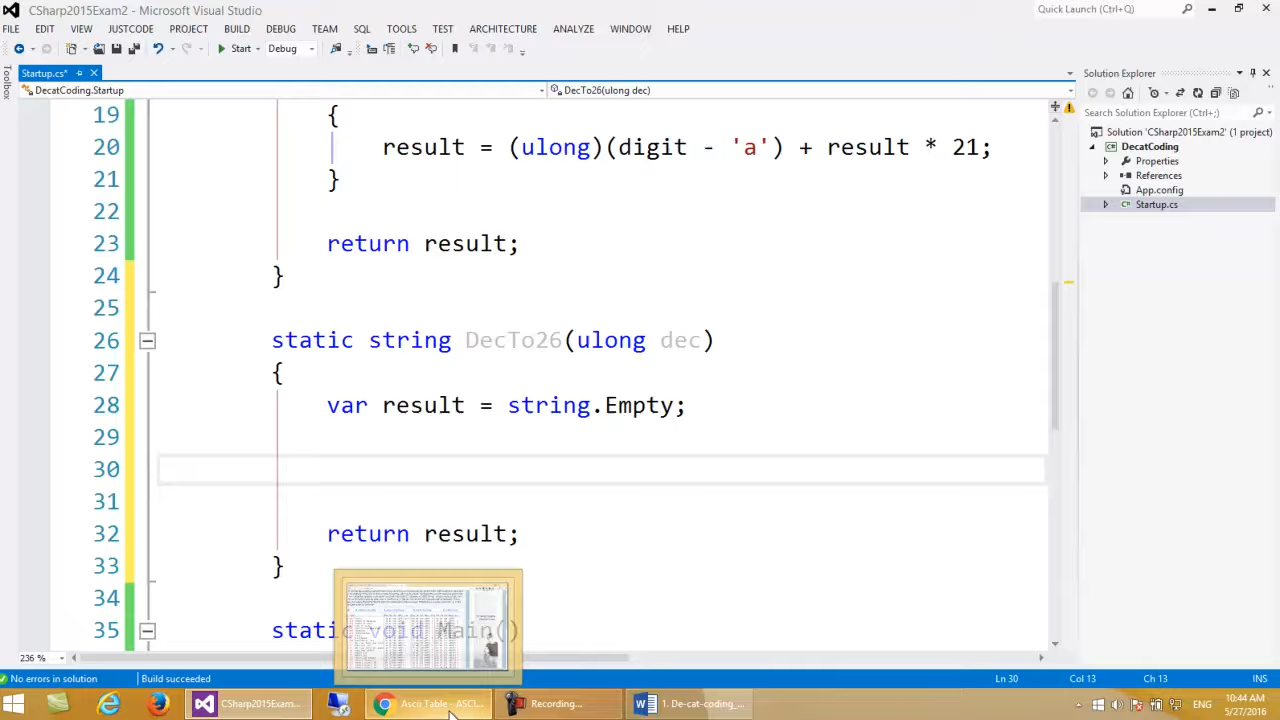 CSharp2015Exam2 - Microsoft Visual Studio
Quick Launch (Ctrl+Q)
FILE EDIT VIEW JUSTCODE PROJECT BUILD DEBUG TEAM SQL TOOLS TEST ARCHITECTURE ANALYZE WINDOW HELP
Start Debug
Toolbox
Startup.cs*
DecatCoding.Startup
DecTo26(ulong dec)
19 {
20 result = (ulong)(digit - 'a') + result * 21;
21 }
22
23 return result;
24 }
25
26 static string DecTo26(ulong dec)
27 {
28 var result = string.Empty;
29
30
31
32 return result;
33 }
34
35 static void Main()
236 %
Solution Explorer
Search Solution Explorer (Ctrl+;)
Solution 'CSharp2015Exam2' (1 project)
DecatCoding
Properties
References
App.config
Startup.cs
No errors in solution Build succeeded Ln 30 Col 13 Ch 13 INS
CSharp2015Exam... Ascii Table - ASCI... Recording... 1. De-cat-coding_... ENG
10:44 AM
5/27/2016